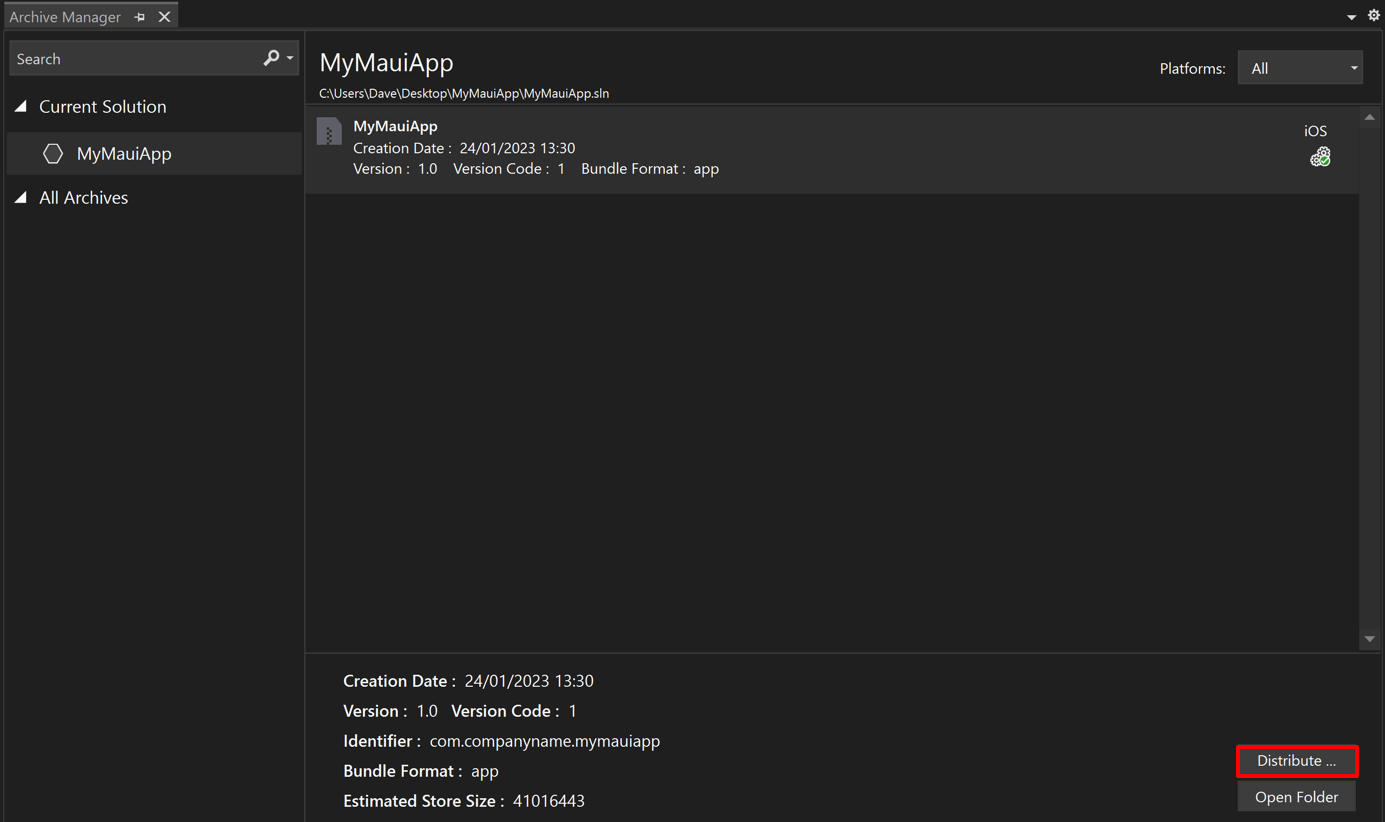 Archive Manager
Search
Current Solution
MyMauiApp
All Archives
MyMauiApp
Platforms: All
C:\Users\Dave\Desktop\MyMauiApp\MyMauiApp.sln
MyMauiApp
iOS
Creation Date : 24/01/2023 13:30
Version : 1.0 Version Code : 1 Bundle Format : app
Creation Date : 24/01/2023 13:30
Version : 1.0 Version Code : 1
Identifier : com.companyname.mymauiapp
Bundle Format : app
Estimated Store Size : 41016443
Distribute ...
Open Folder